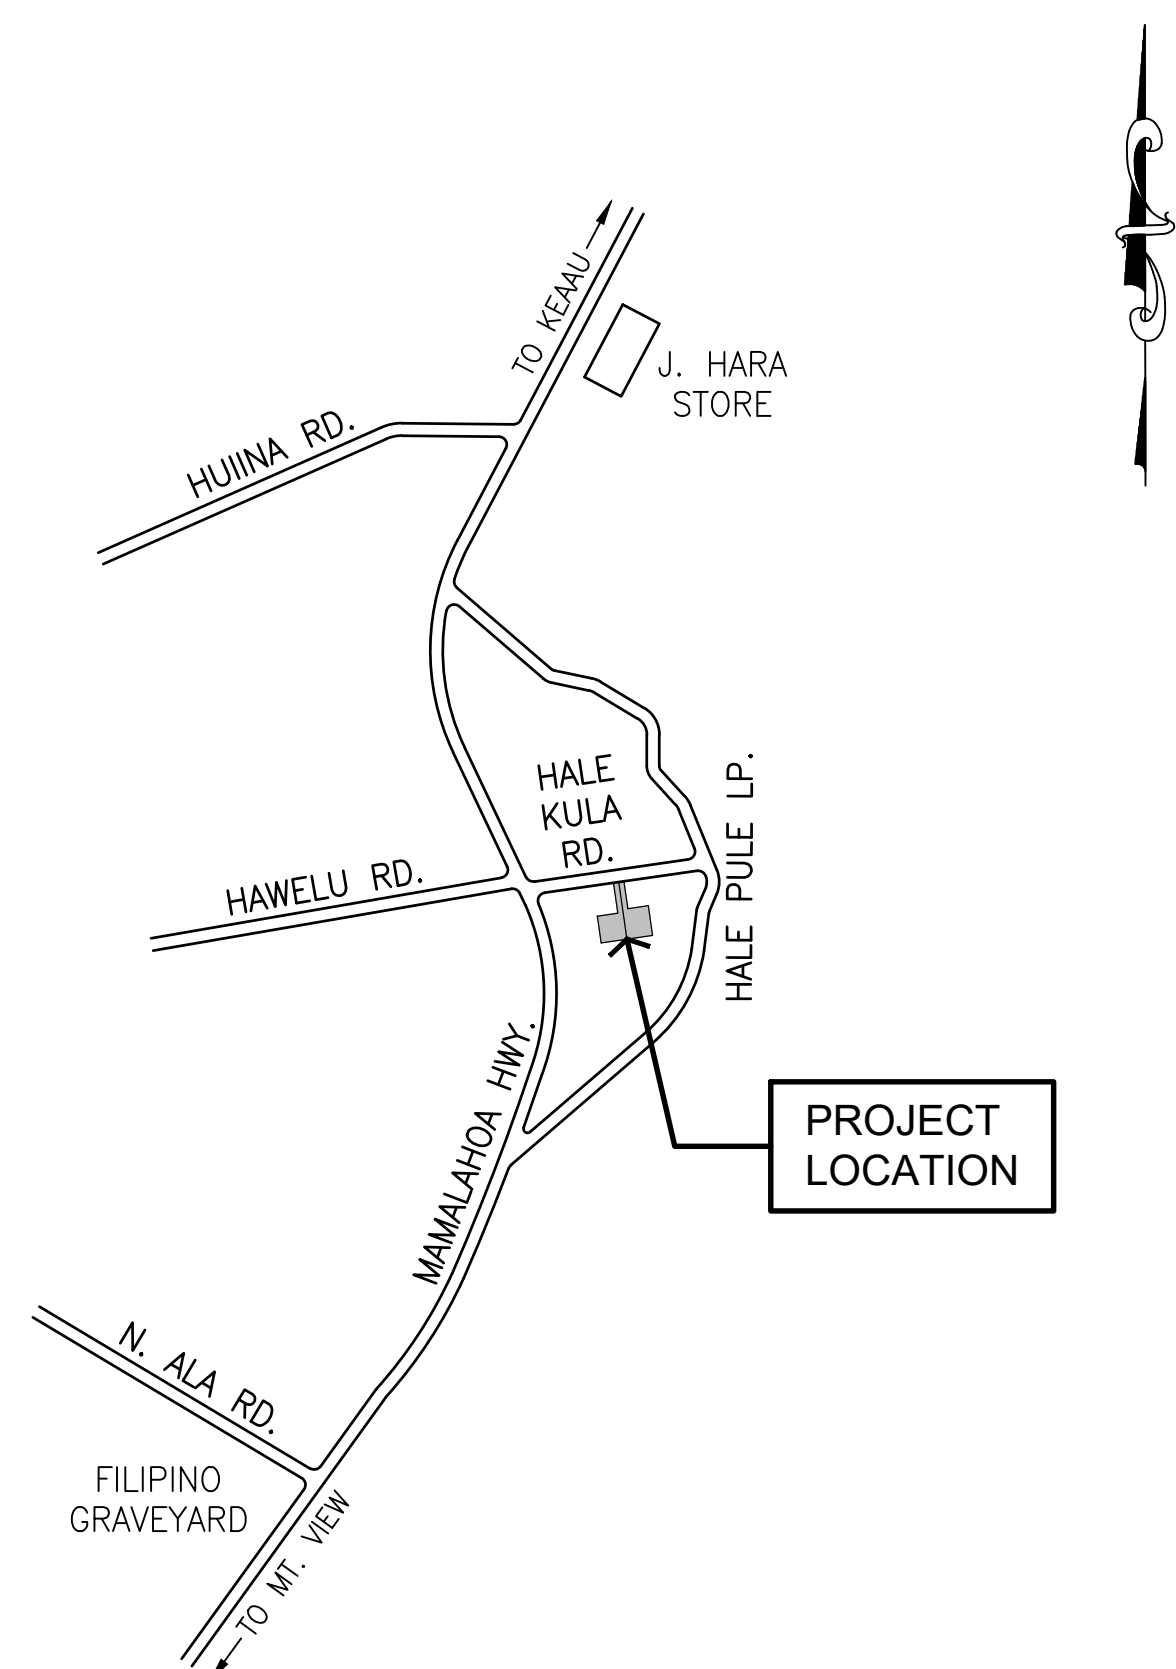 TO KEAAU
J. HARA
STORE
HUIINA RD.
HALE
KULA
RD.
HALE PULE LP.
HAWELU RD.
MAMALAHOA HWY.
PROJECT
LOCATION
N. ALA RD.
FILIPINO
GRAVEYARD
TO MT. VIEW